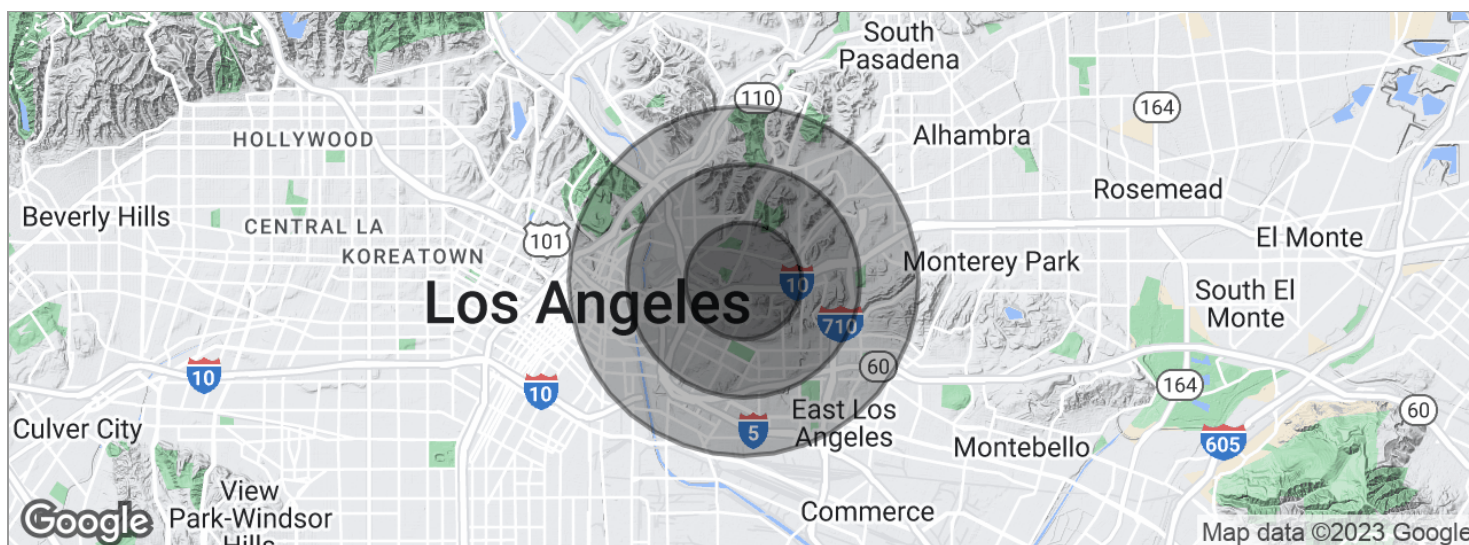 South
Pasadena
110
164
HOLLYWOOD
Alhambra
Rosemead
Beverly Hills
CENTRAL LA
101
El Monte
KOREATOWN
Monterey Park
10
Los Angeles
South El
Monte
710
10
60
164
10
East Los
Angeles
60
Culver City
5
Montebello
605
View
Park-Windsor
Hills
Commerce
Google
Map data ©2023 Google